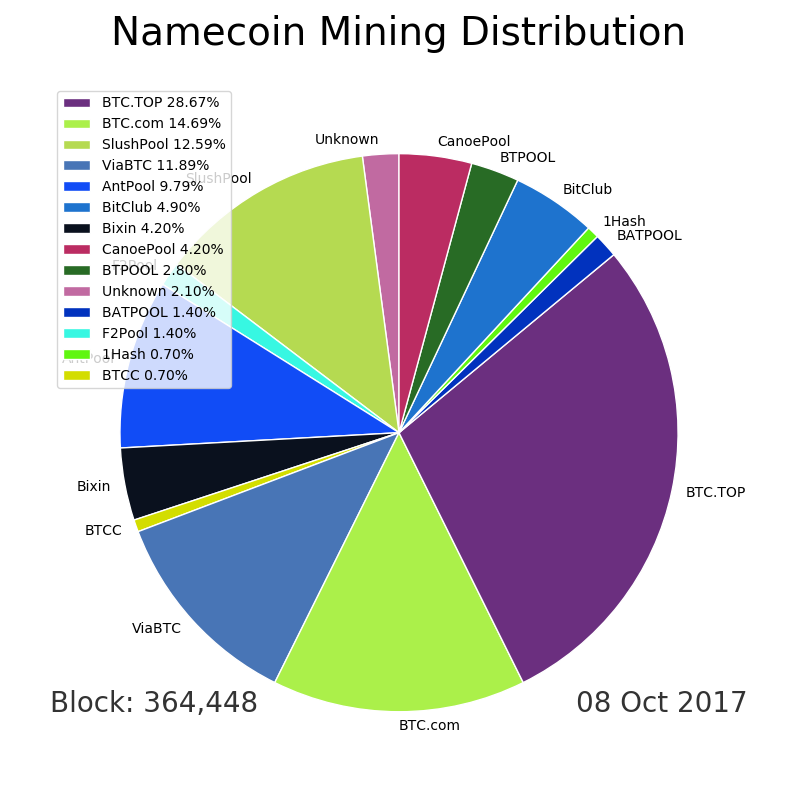 Namecoin Mining Distribution
BTC.TOP 28.67%
BTC.com 14.69%
SlushPool 12.59%
ViaBTC 11.89%
AntPool 9.79%
BitClub 4.90%
Bixin 4.20%
CanoePool 4.20%
BTPOOL 2.80%
Unknown 2.10%
BATPOOL 1.40%
F2Pool 1.40%
1Hash 0.70%
BTCC 0.70%
Unknown
CanoePool
BTPOOL
BitClub
1Hash
BATPOOL
SlushPool
F2Pool
AntPool
Bixin
BTCC
ViaBTC
BTC.com
BTC.TOP
Block: 364,448
08 Oct 2017